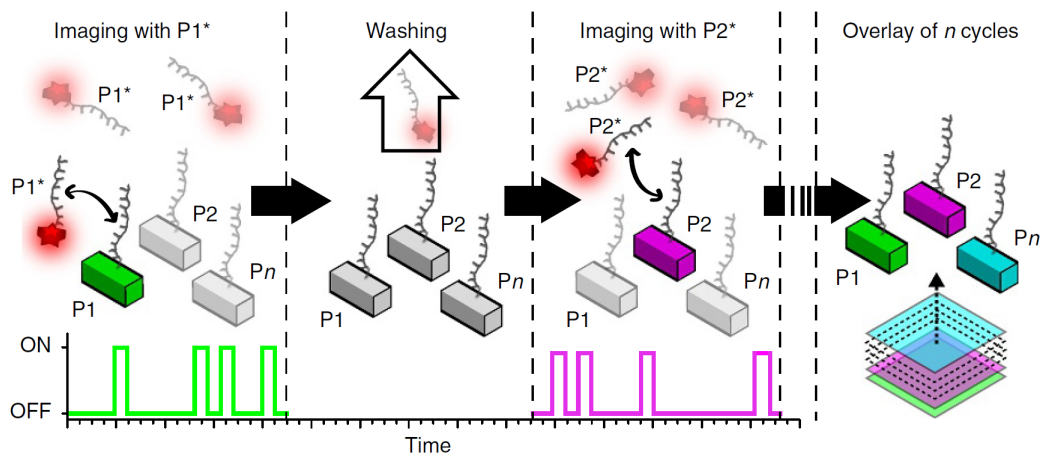 Imaging with P1*
Washing
Imaging with P2*
Overlay of n cycles
P1*
P1*
P1*
P2
Pn
P1
P2
Pn
P1
P2*
P2*
P2*
P2
Pn
P1
P2
Pn
P1
ON
OFF
Time